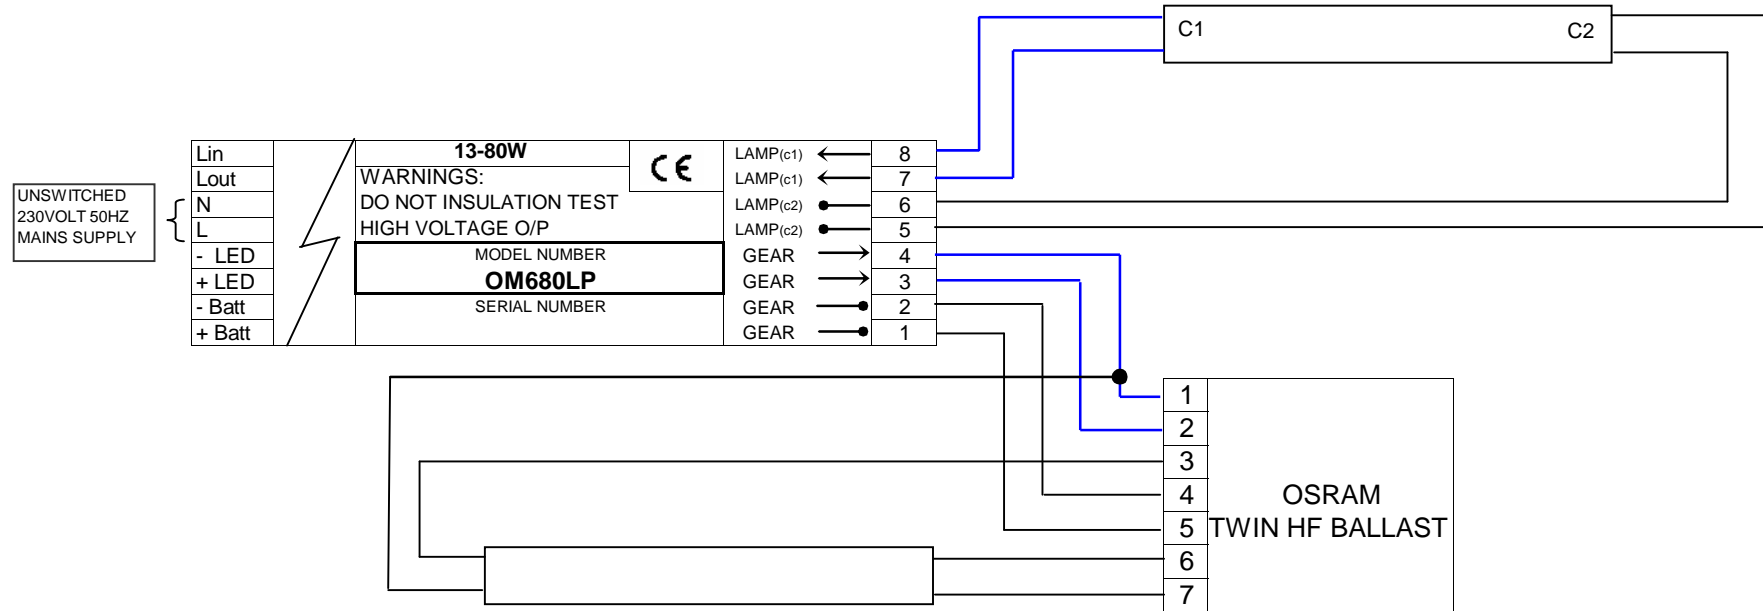 C1
C2
UNSWITCHED
230VOLT 50HZ
MAINS SUPPLY
Lin
Lout
N
L
- LED
+ LED
- Batt
+ Batt
13-80W
CE
WARNINGS:
DO NOT INSULATION TEST
HIGH VOLTAGE O/P
MODEL NUMBER
OM680LP
SERIAL NUMBER
LAMP(c1) 8
LAMP(c1) 7
LAMP(c2) 6
LAMP(c2) 5
GEAR 4
GEAR 3
GEAR 2
GEAR 1
1
2
3
4
5
6
7
OSRAM
TWIN HF BALLAST